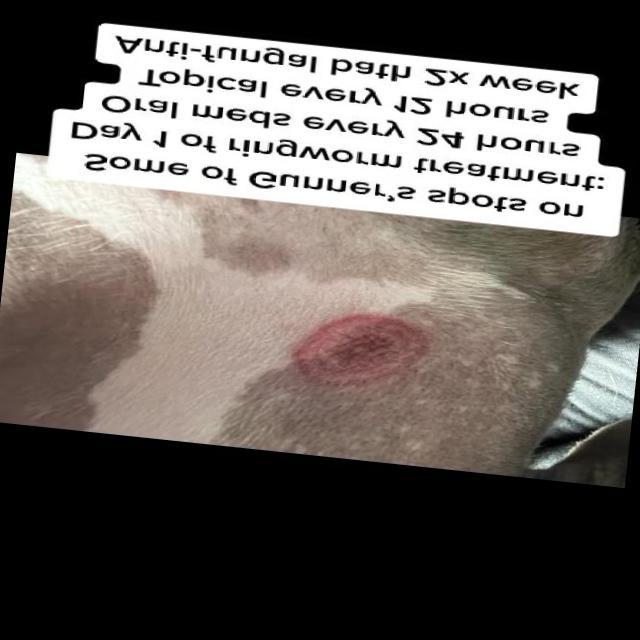 Some of Gunner's spots on
Day 1 of ringworm treatment:
Oral meds every 24 hours
Topical every 12 hours
Anti-fungal bath 2x week